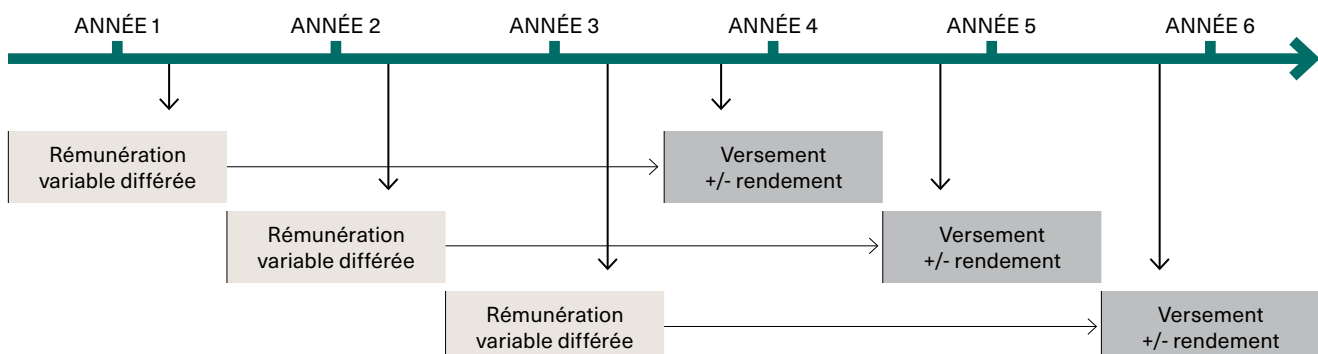 ANNÉE 1
ANNÉE 2
ANNÉE 3
ANNÉE 4
ANNÉE 5
ANNÉE 6
Rémunération
variable différée
Versement
+/- rendement
Rémunération
variable différée
Versement
+/- rendement
Rémunération
variable différée
Versement
+/- rendement